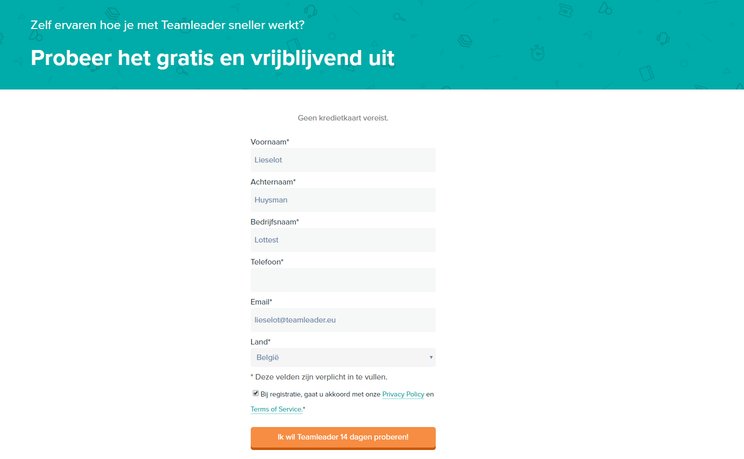 Zelf ervaren hoe je met Teamleader sneller werkt?
Probeer het gratis en vrijblijvend uit
Geen kredietkaart vereist.
Voornaam*
Lieselot
Achternaam*
Huysman
Bedrijfsnaam*
Lottest
Telefoon*
Email*
lieselot@teamleader.eu
Land*
België
* Deze velden zijn verplicht in te vullen.
Bij registratie, gaat u akkoord met onze Privacy Policy en
Terms of Service.*
Ik wil Teamleader 14 dagen proberen!